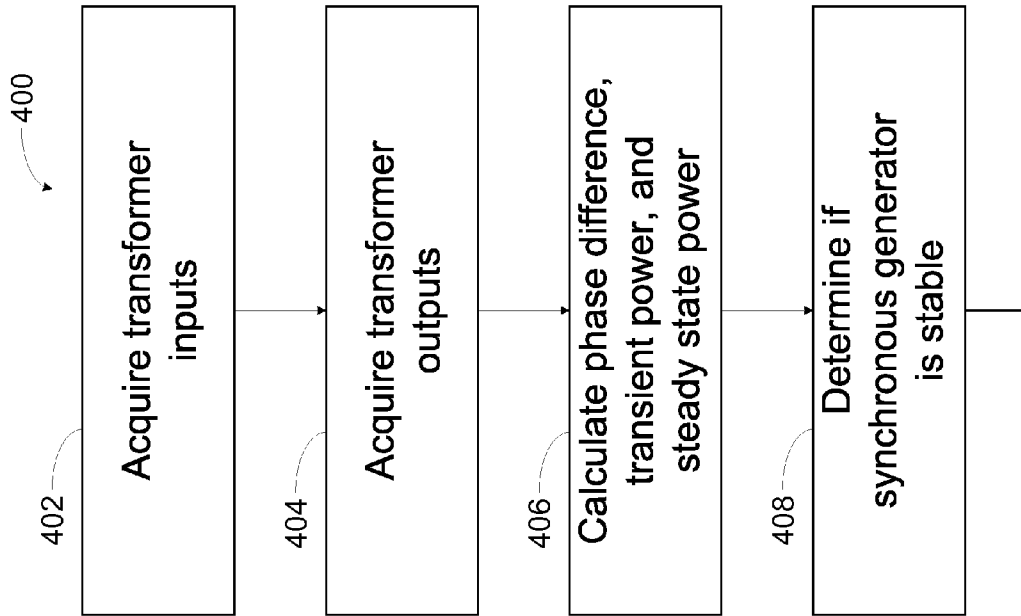 400
402
Acquire transformer
inputs
404
Acquire transformer
outputs
406
Calculate phase difference,
transient power, and
steady state power
408
Determine if
synchronous generator
is stable